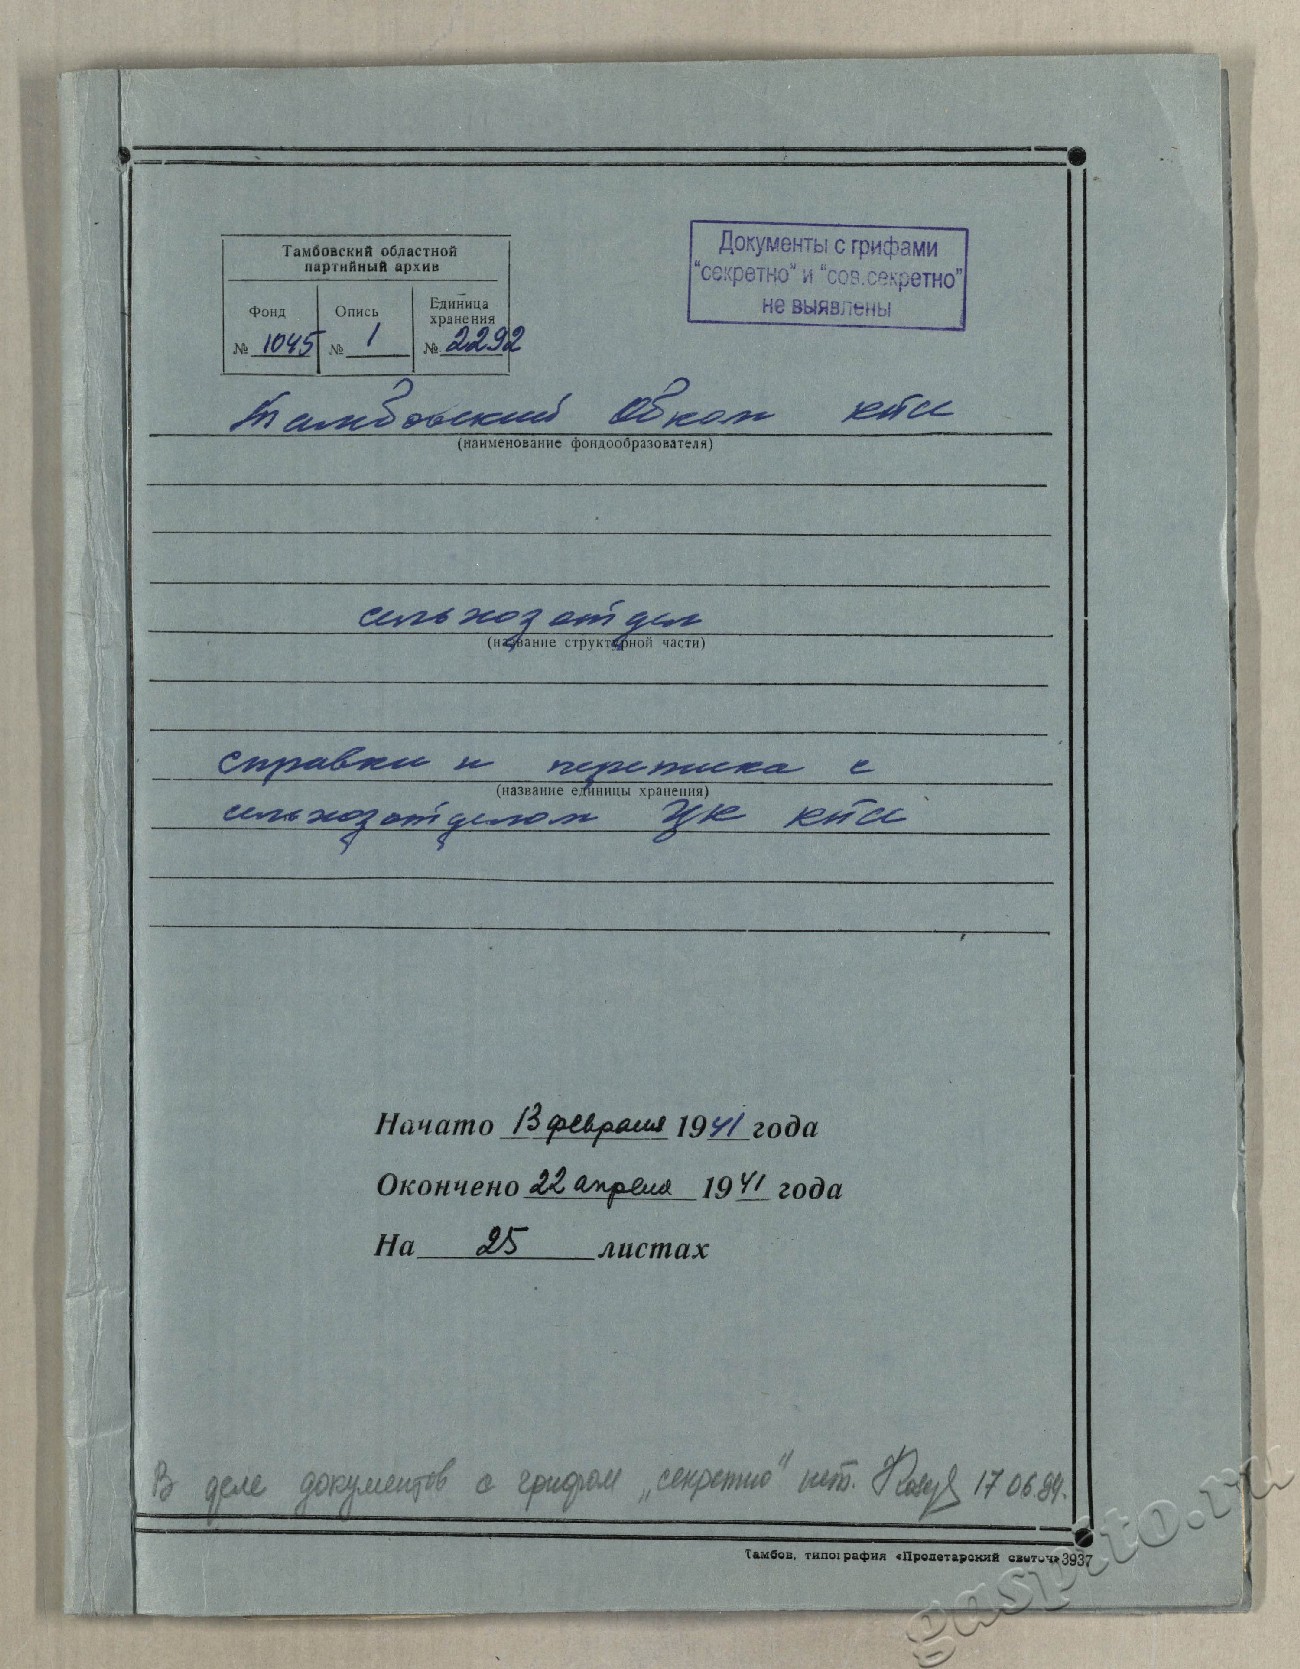 Тамбовский областной
партийный архив
Документы с грифами
"секретно" и "сов.секретно"
не выявлены
Фонд Опись Единица хранения
№ 1045 № 1 № 2292
Тамбовский Обком КПСС
(наименование фондообразователя)
сельхозотдел
(название структурной части)
справки и переписка с
(название единицы хранения)
сельхозотделом ЦК КПСС
Начато 13 февраля 1941 года
Окончено 22 апреля 1941 года
На 25 листах
В деле документов с грифом „секретно" нет. 17 06.94.
Тамбов, типография «Пролетарский светоч» 3937
gaspito.ru